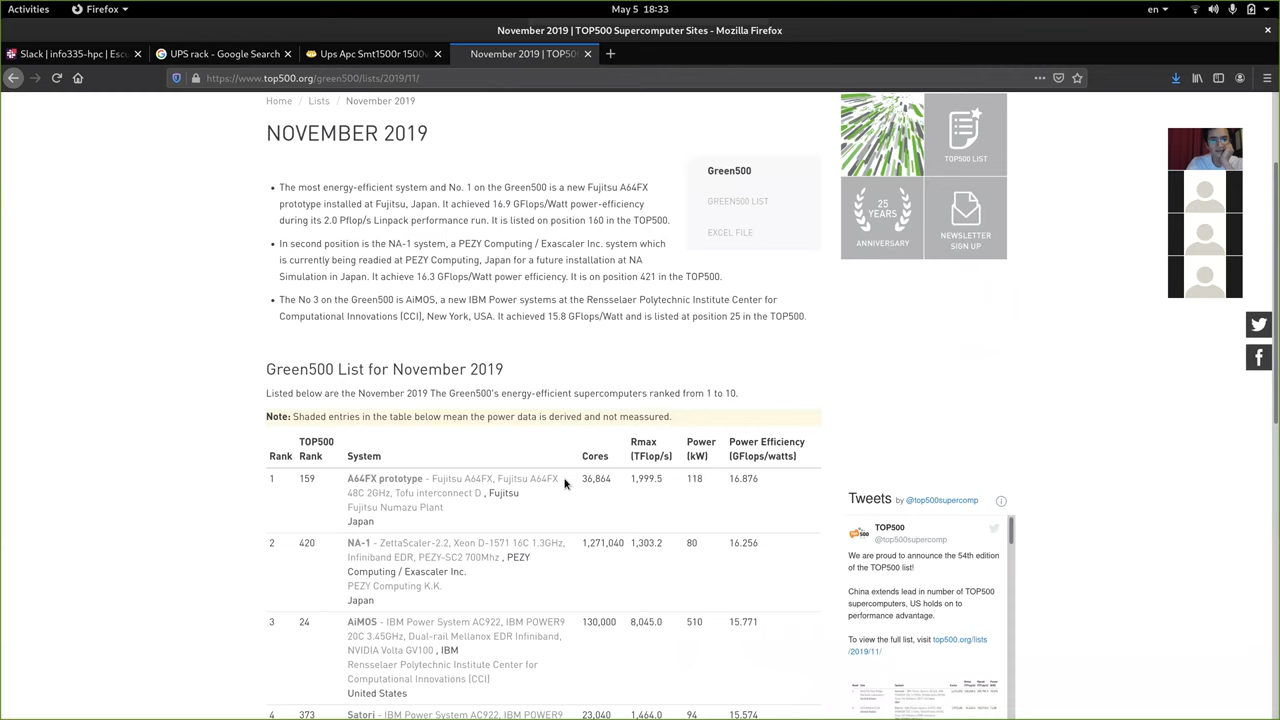 Activities
Firefox
May 5 18:33
en
November 2019 | TOP500 Supercomputer Sites - Mozilla Firefox
Slack | info335-hpc | Escu
UPs rack - Google Search
Ups Apc Smt1500r 1500v
November 2019 | TOP50
https://www.top500.org/green500/lists/2019/11/
Home / Lists / November 2019
NOVEMBER 2019
The most energy-efficient system and No. 1 on the Green500 is a new Fujitsu A64FX
prototype installed at Fujitsu, Japan. It achieved 16.9 GFlops/Watt power-efficiency
during its 2.0 Pflop/s Linpack performance run. It is listed on position 160 in the TOP500.
In second position is the NA-1 system, a PEZY Computing / Exascaler Inc. system which
is currently being readied at PEZY Computing, Japan for a future installation at NA
Simulation in Japan. It achieve 16.3 GFlops/Watt power efficiency. It is on position 421 in the TOP500.
The No 3 on the Green500 is AiMOS, a new IBM Power systems at the Rensselaer Polytechnic Institute Center for
Computational Innovations (CCI), New York, USA. It achieved 15.8 GFlops/Watt and is listed at position 25 in the TOP500.
Green500
GREEN500 LIST
EXCEL FILE
TOP500 LIST
25
YEARS
ANNIVERSARY
NEWSLETTER
SIGN UP
Green500 List for November 2019
Listed below are the November 2019 The Green500's energy-efficient supercomputers ranked from 1 to 10.
Note: Shaded entries in the table below mean the power data is derived and not meassured.
TOP500 Rmax Power Power Efficiency
Rank Rank System Cores (TFlop/s) (kW) (GFlops/watts)
1 159 A64FX prototype - Fujitsu A64FX, Fujitsu A64FX 36,864 1,999.5 118 16.876
48C 2GHz, Tofu interconnect D , Fujitsu
Fujitsu Numazu Plant
Japan
2 420 NA-1 - ZettaScaler-2.2, Xeon D-1571 16C 1.3GHz, 1,271,040 1,303.2 80 16.256
Infiniband EDR, PEZY-SC2 700Mhz , PEZY
Computing / Exascaler Inc.
PEZY Computing K.K.
Japan
3 24 AiMOS - IBM Power System AC922, IBM POWER9 130,000 8,045.0 510 15.771
20C 3.45GHz, Dual-rail Mellanox EDR Infiniband,
NVIDIA Volta GV100 , IBM
Rensselaer Polytechnic Institute Center for
Computational Innovations (CCI)
United States
373 Satori - IBM Power System AC922, IBM POWER9 23,040 1,464.0 94 15.574
Tweets by @top500supercomp
TOP500
@top500supercomp
We are proud to announce the 54th edition
of the TOP500 list!
China extends lead in number of TOP500
supercomputers, US holds on to
performance advantage.
To view the full list, visit top500.org/lists
/2019/11/